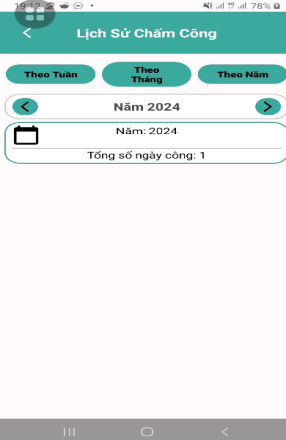 19:12
78%
Lịch Sử Chấm Công
Theo Tuần
Theo
Tháng
Theo Năm
Năm 2024
Năm: 2024
Tổng số ngày công: 1